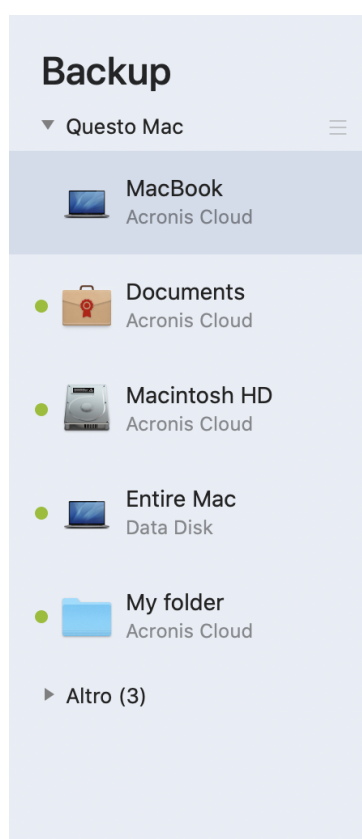 Backup
Questo Mac
MacBook
Acronis Cloud
Documents
Acronis Cloud
Macintosh HD
Acronis Cloud
Entire Mac
Data Disk
My folder
Acronis Cloud
Altro (3)